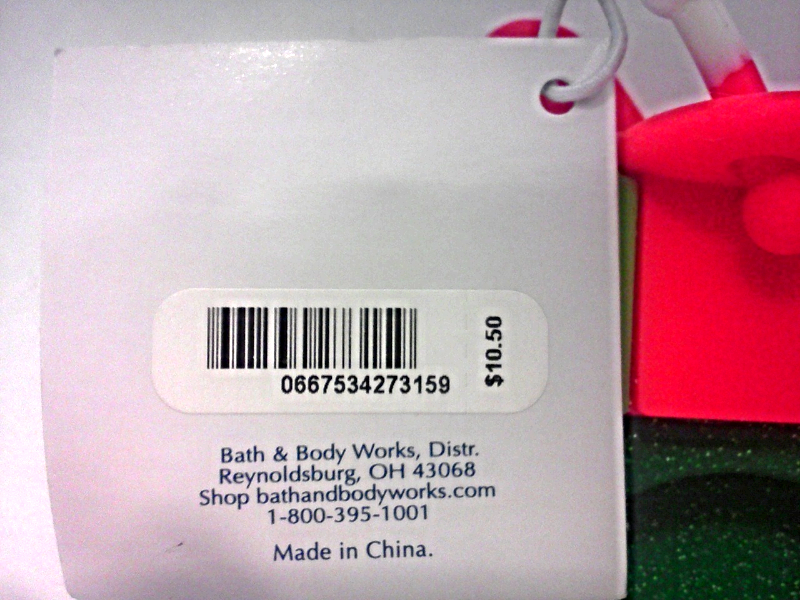 0667534273159
$10.50
Bath & Body Works, Distr.
Reynoldsburg, OH 43068
Shop bathandbodyworks.com
1-800-395-1001
Made in China.